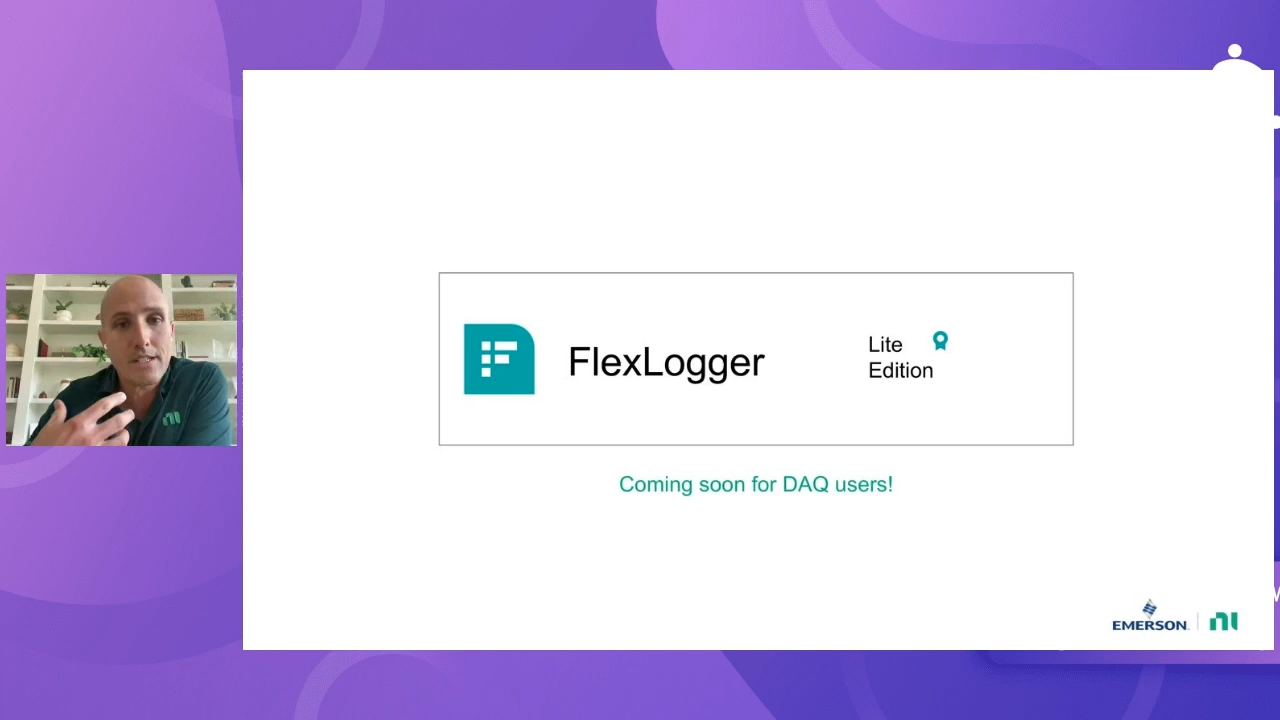 FlexLogger
Lite
Edition
Coming soon for DAQ users!
EMERSON